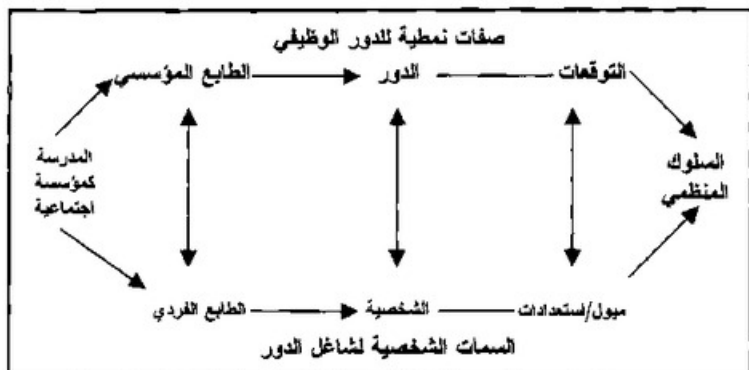 صفات نمطية للدور الوظيفي
الطابع المؤسسي
الدور
التوقعات
المدرسة
كمؤسسة
اجتماعية
السلوك
المنظمي
الطابع الفردي
الشخصية
ميول/استعدادات
السمات الشخصية لشاغل الدور